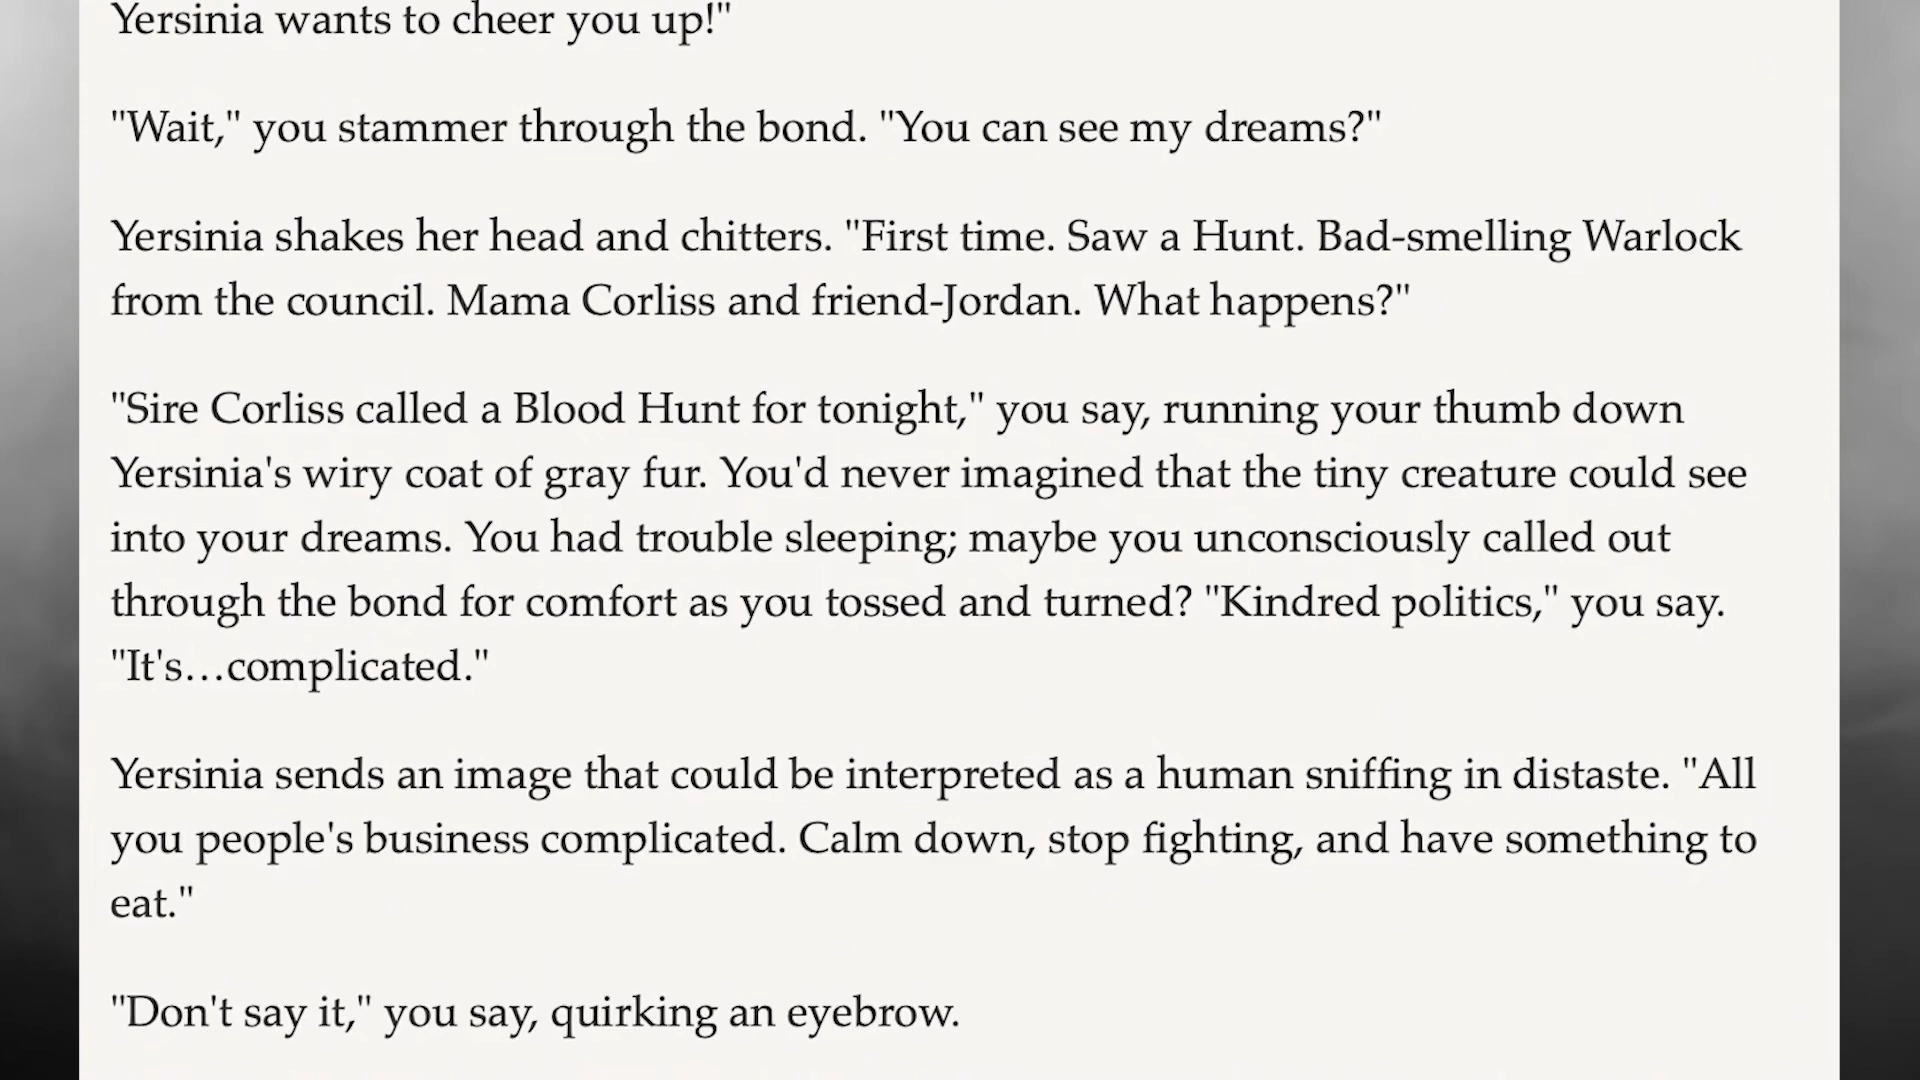 Yersinia wants to cheer you up!"
"Wait," you stammer through the bond. "You can see my dreams?"
Yersinia shakes her head and chitters. "First time. Saw a Hunt. Bad-smelling Warlock
from the council. Mama Corliss and friend-Jordan. What happens?"
"Sire Corliss called a Blood Hunt for tonight," you say, running your thumb down
Yersinia's wiry coat of gray fur. You'd never imagined that the tiny creature could see
into your dreams. You had trouble sleeping; maybe you unconsciously called out
through the bond for comfort as you tossed and turned? "Kindred politics," you say.
"It's…complicated."
Yersinia sends an image that could be interpreted as a human sniffing in distaste. "All
you people's business complicated. Calm down, stop fighting, and have something to
eat."
"Don't say it," you say, quirking an eyebrow.